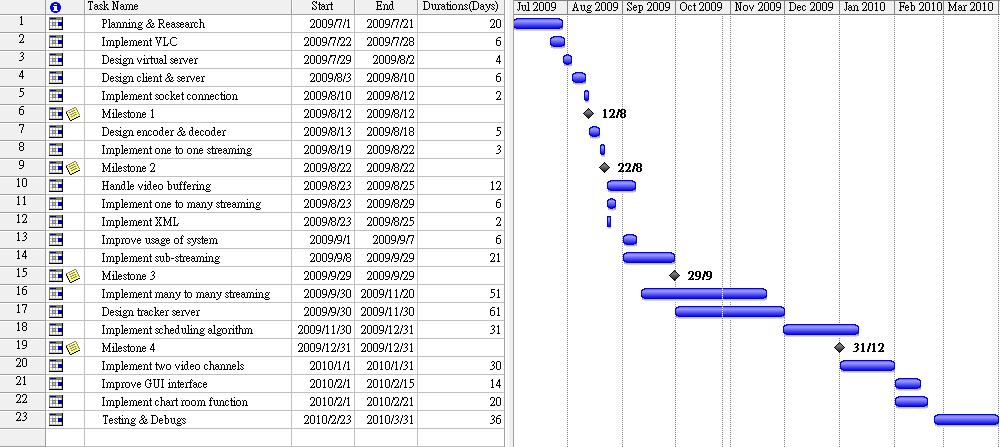 Task Name Start End Durations(Days) Jul 2009 Aug 2009 Sep 2009 Oct 2009 Nov 2009 Dec 2009 Jan 2010 Feb 2010 Mar 2010
1 Planning & Reasearch 2009/7/1 2009/7/21 20
2 Implement VLC 2009/7/22 2009/7/28 6
3 Design virtual server 2009/7/29 2009/8/2 4
4 Design client & server 2009/8/3 2009/8/10 6
5 Implement socket connection 2009/8/10 2009/8/12 2
6 Milestone 1 2009/8/12 2009/8/12 12/8
7 Design encoder & decoder 2009/8/13 2009/8/18 5
8 Implement one to one streaming 2009/8/19 2009/8/22 3
9 Milestone 2 2009/8/22 2009/8/22 22/8
10 Handle video buffering 2009/8/23 2009/8/25 12
11 Implement one to many streaming 2009/8/23 2009/8/29 6
12 Implement XML 2009/8/23 2009/8/25 2
13 Improve usage of system 2009/9/1 2009/9/7 6
14 Implement sub-streaming 2009/9/8 2009/9/29 21
15 Milestone 3 2009/9/29 2009/9/29 29/9
16 Implement many to many streaming 2009/9/30 2009/11/20 51
17 Design tracker server 2009/9/30 2009/11/30 61
18 Implement scheduling algorithm 2009/11/30 2009/12/31 31
19 Milestone 4 2009/12/31 2009/12/31 31/12
20 Implement two video channels 2010/1/1 2010/1/31 30
21 Improve GUI interface 2010/2/1 2010/2/15 14
22 Implement chart room function 2010/2/1 2010/2/21 20
23 Testing & Debugs 2010/2/23 2010/3/31 36